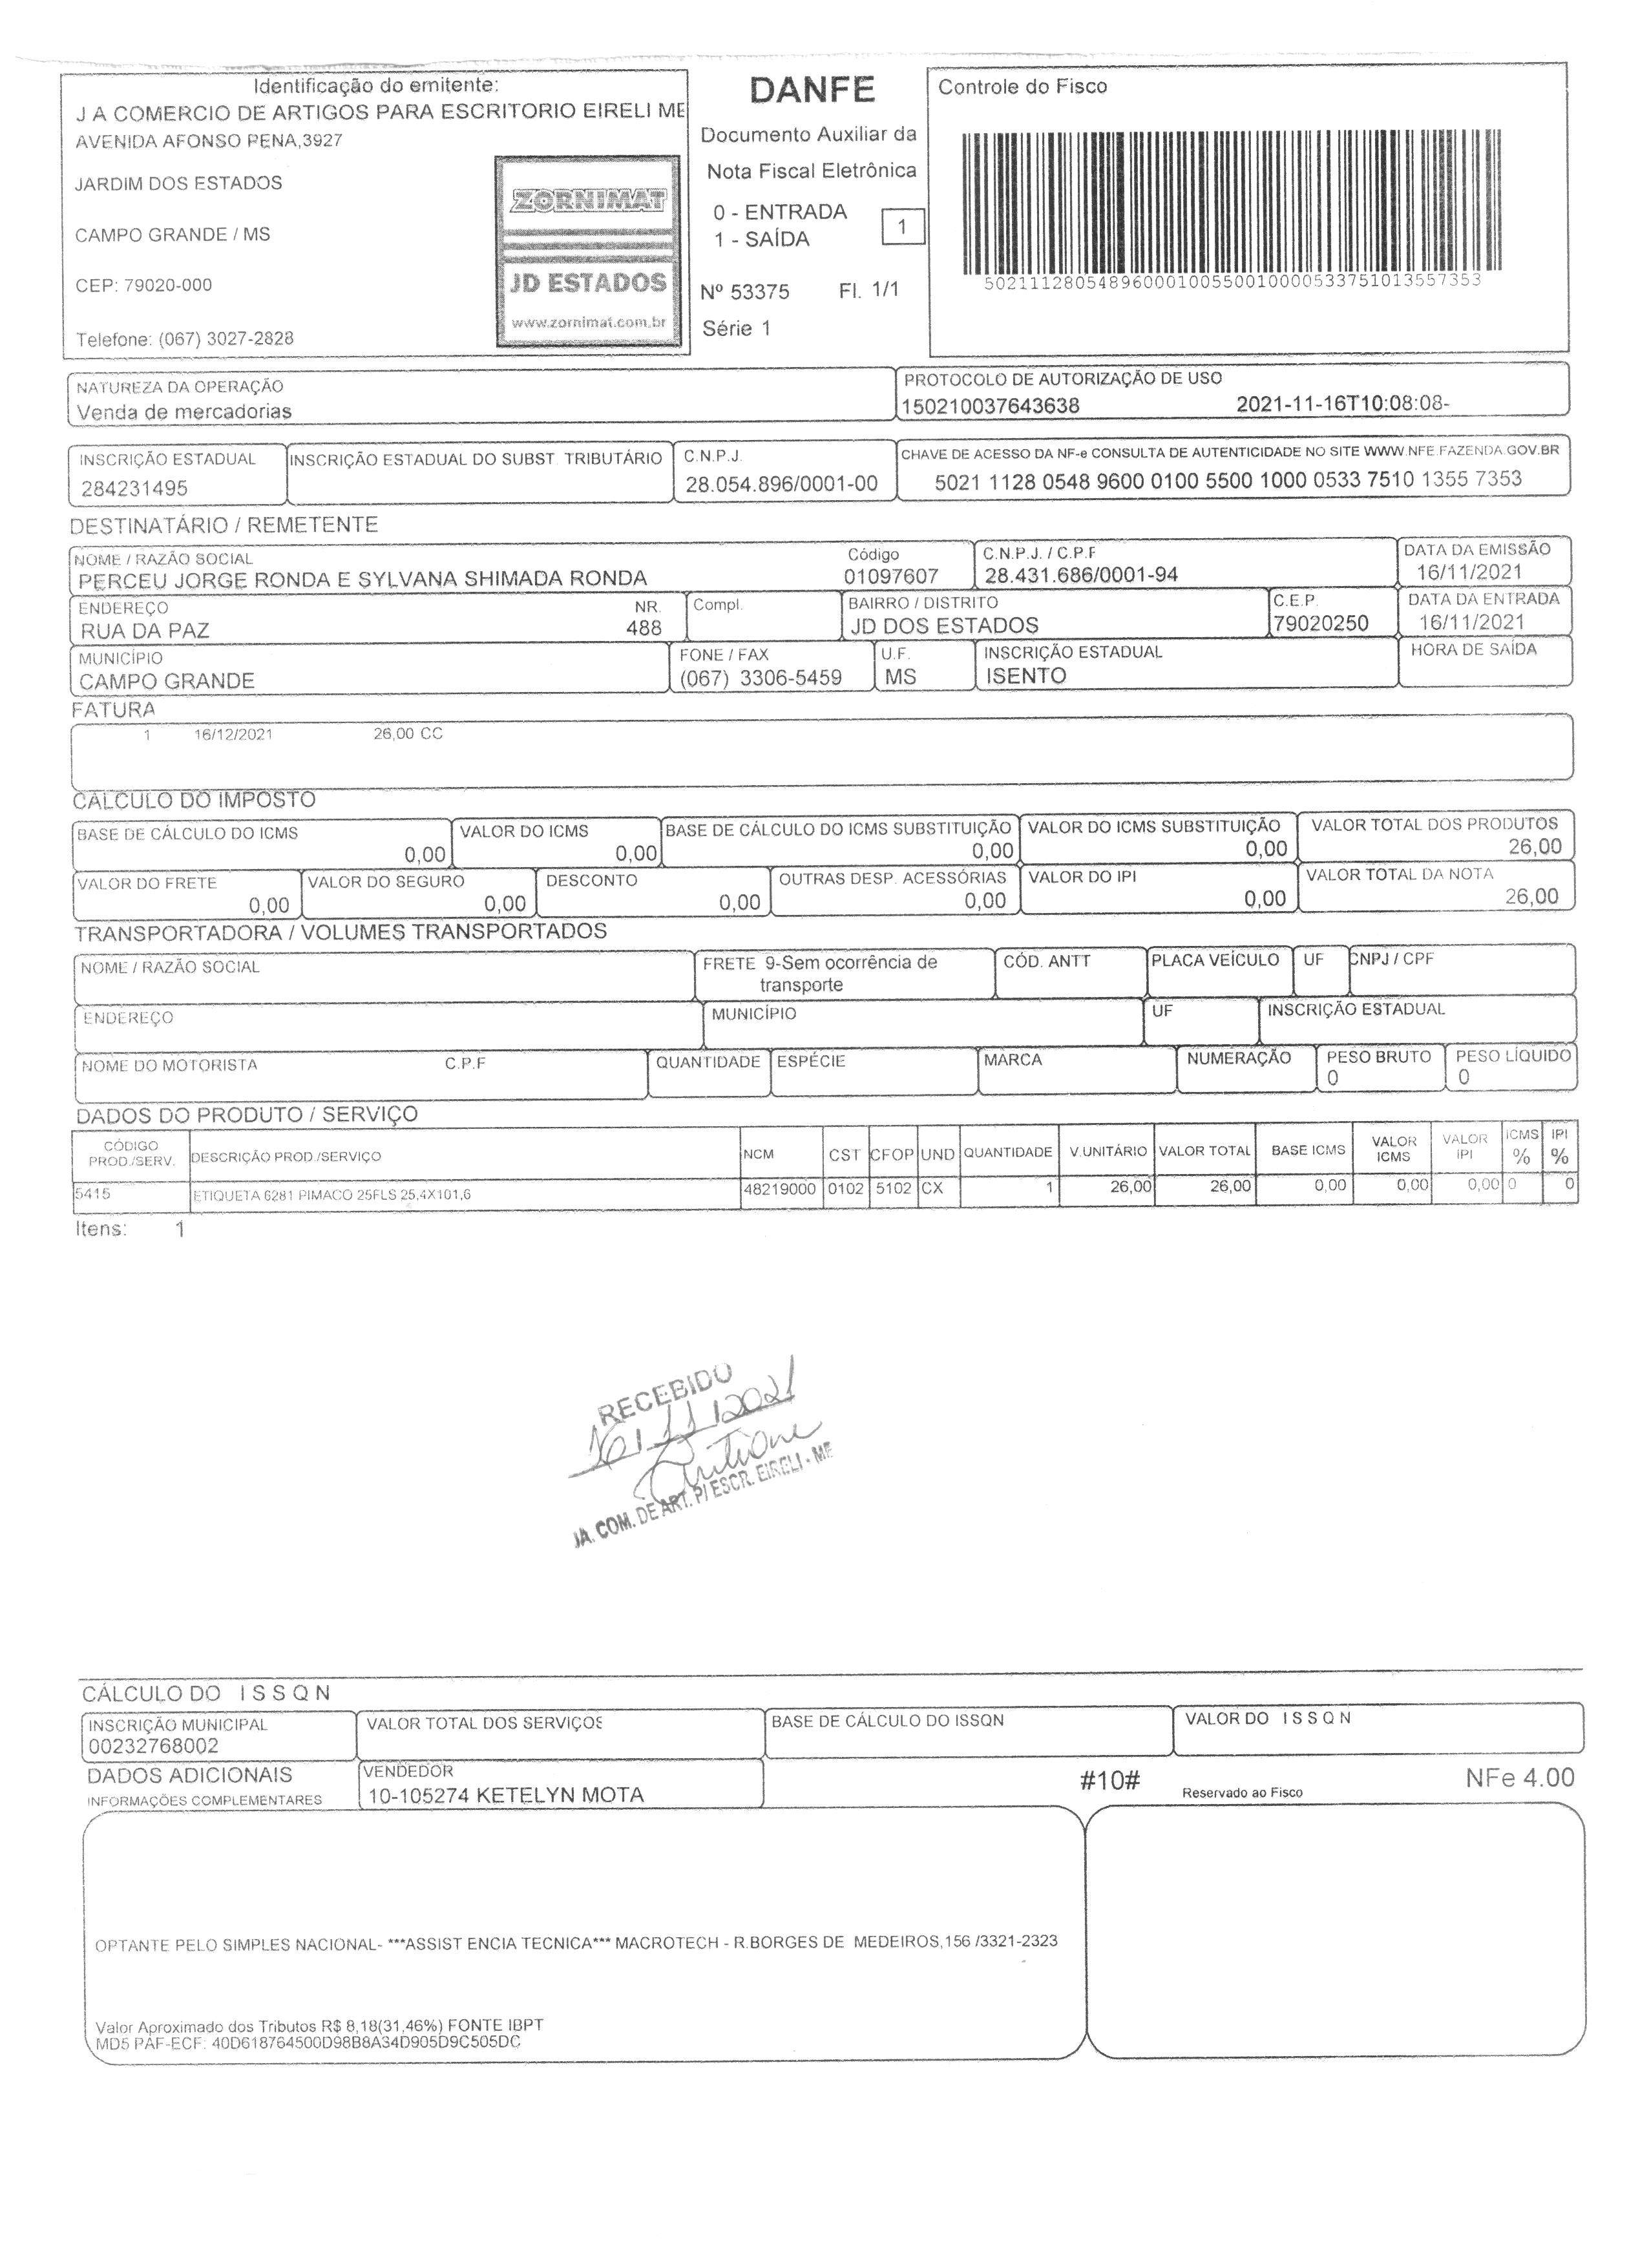 Identificação do emitente:
J A COMERCIO DE ARTIGOS PARA ESCRITORIO EIRELI ME
AVENIDA AFONSO PENA,3927
JARDIM DOS ESTADOS
CAMPO GRANDE / MS
CEP: 79020-000
Telefone: (067) 3027-2828
ZORNIMAT
JD ESTADOS
www.zornimat.com.br
DANFE
Documento Auxiliar da
Nota Fiscal Eletrônica
0 - ENTRADA
1 - SAÍDA
1
Nº 53375 Fl. 1/1
Série 1
Controle do Fisco
50211128054896000100550010000533751013557353
NATUREZA DA OPERAÇÃO
Venda de mercadorias
PROTOCOLO DE AUTORIZAÇÃO DE USO
150210037643638 2021-11-16T10:08:08-
INSCRIÇÃO ESTADUAL
284231495
INSCRIÇÃO ESTADUAL DO SUBST. TRIBUTÁRIO
C.N.P.J.
28.054.896/0001-00
CHAVE DE ACESSO DA NF-e CONSULTA DE AUTENTICIDADE NO SITE WWW.NFE.FAZENDA.GOV.BR
5021 1128 0548 9600 0100 5500 1000 0533 7510 1355 7353
DESTINATÁRIO / REMETENTE
NOME / RAZÃO SOCIAL
PERCEU JORGE RONDA E SYLVANA SHIMADA RONDA
Código
01097607
C.N.P.J. / C.P.F
28.431.686/0001-94
DATA DA EMISSÃO
16/11/2021
ENDEREÇO
RUA DA PAZ
NR.
488
Compl.
BAIRRO / DISTRITO
JD DOS ESTADOS
C.E.P.
79020250
DATA DA ENTRADA
16/11/2021
MUNICÍPIO
CAMPO GRANDE
FONE / FAX
(067) 3306-5459
U.F.
MS
INSCRIÇÃO ESTADUAL
ISENTO
HORA DE SAÍDA
FATURA
1 16/12/2021 26,00 CC
CÁLCULO DO IMPOSTO
BASE DE CÁLCULO DO ICMS
0,00
VALOR DO ICMS
0,00
BASE DE CÁLCULO DO ICMS SUBSTITUIÇÃO
0,00
VALOR DO ICMS SUBSTITUIÇÃO
0,00
VALOR TOTAL DOS PRODUTOS
26,00
VALOR DO FRETE
0,00
VALOR DO SEGURO
0,00
DESCONTO
0,00
OUTRAS DESP. ACESSÓRIAS
0,00
VALOR DO IPI
0,00
VALOR TOTAL DA NOTA
26,00
TRANSPORTADORA / VOLUMES TRANSPORTADOS
NOME / RAZÃO SOCIAL
FRETE 9-Sem ocorrência de
transporte
CÓD. ANTT
PLACA VEÍCULO
UF
CNPJ / CPF
ENDEREÇO
MUNICÍPIO
UF
INSCRIÇÃO ESTADUAL
NOME DO MOTORISTA
C.P.F
QUANTIDADE
ESPÉCIE
MARCA
NUMERAÇÃO
PESO BRUTO
0
PESO LÍQUIDO
0
DADOS DO PRODUTO / SERVIÇO
CÓDIGO PROD./SERV. DESCRIÇÃO PROD./SERVIÇO NCM CST CFOP UND QUANTIDADE V.UNITÁRIO VALOR TOTAL BASE ICMS VALOR ICMS VALOR IPI ICMS % IPI %
5415 ETIQUETA 6281 PIMACO 25FLS 25,4X101,6 48219000 0102 5102 CX 1 26,00 26,00 0,00 0,00 0,00 0 0
Itens: 1
RECEBIDO
16/11/2021
JA. COM. DE ART. P/ ESCR. EIRELI - ME
CÁLCULO DO I S S Q N
INSCRIÇÃO MUNICIPAL
00232768002
VALOR TOTAL DOS SERVIÇOS
BASE DE CÁLCULO DO ISSQN
VALOR DO I S S Q N
DADOS ADICIONAIS
INFORMAÇÕES COMPLEMENTARES
VENDEDOR
10-105274 KETELYN MOTA
#10#
Reservado ao Fisco
NFe 4.00
OPTANTE PELO SIMPLES NACIONAL- ***ASSIST ENCIA TECNICA*** MACROTECH - R.BORGES DE MEDEIROS,156 /3321-2323
Valor Aproximado dos Tributos R$ 8,18(31,46%) FONTE IBPT
MD5 PAF-ECF: 40D618764500D98B8A34D905D9C505DC